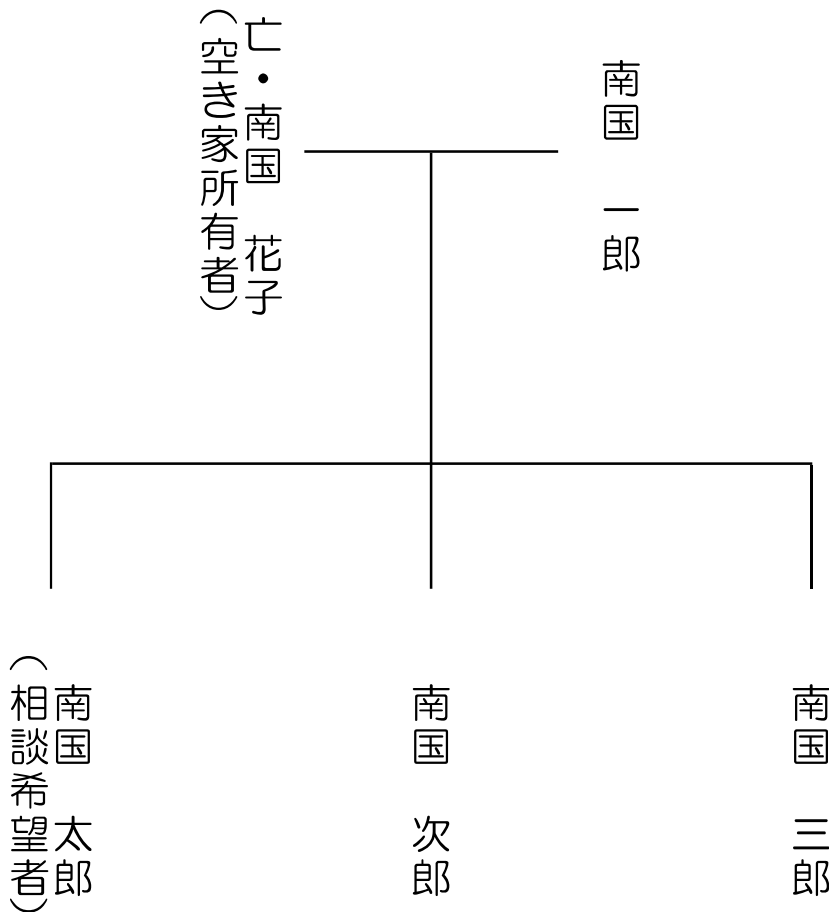 南国 一郎
亡・南国 花子
（空き家所有者）
南国 三郎
南国 次郎
南国 太郎
（相談希望者）